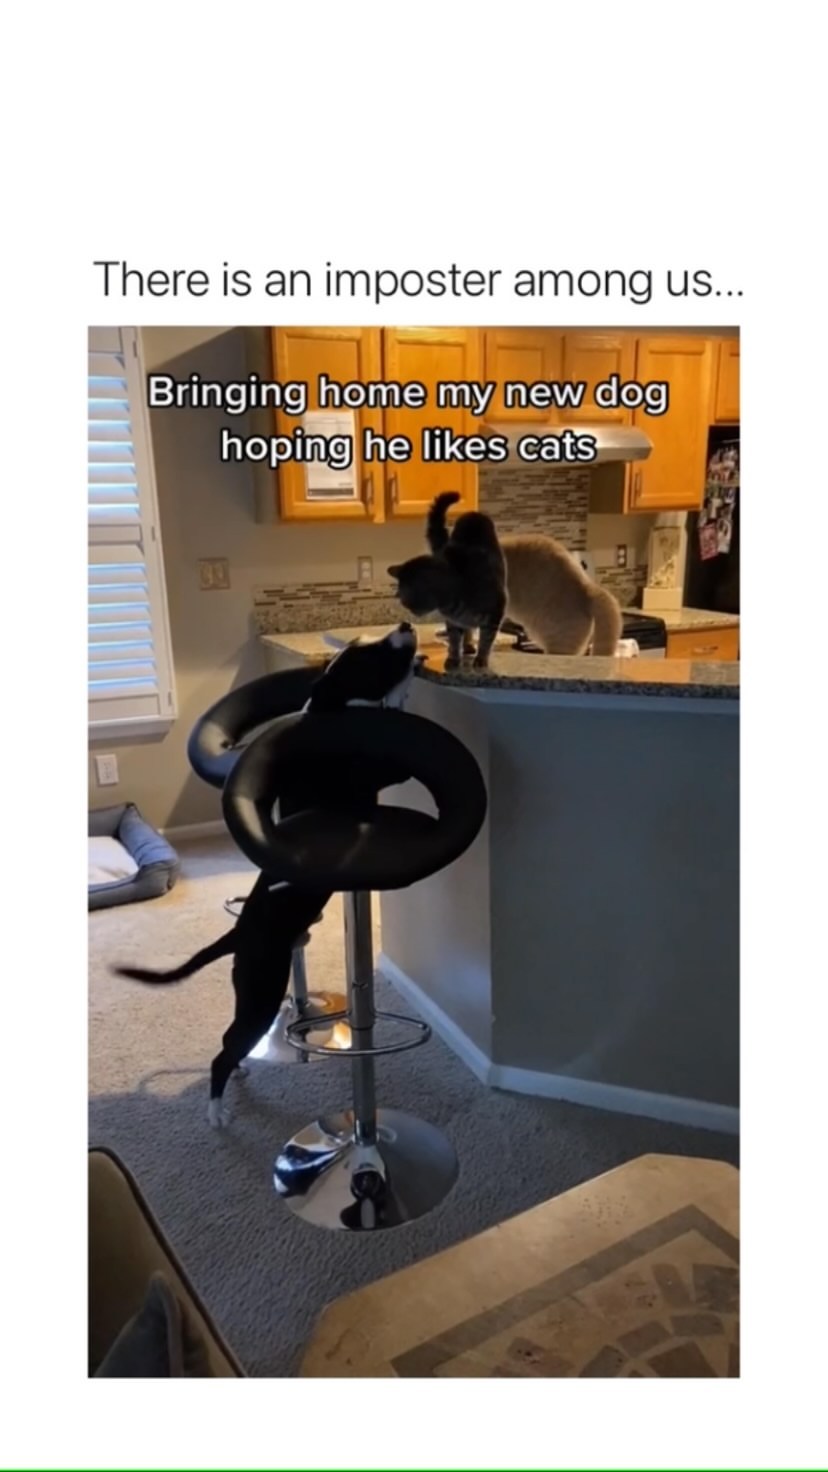 There is an imposter among us...
Bringing home my new dog
hoping he likes cats